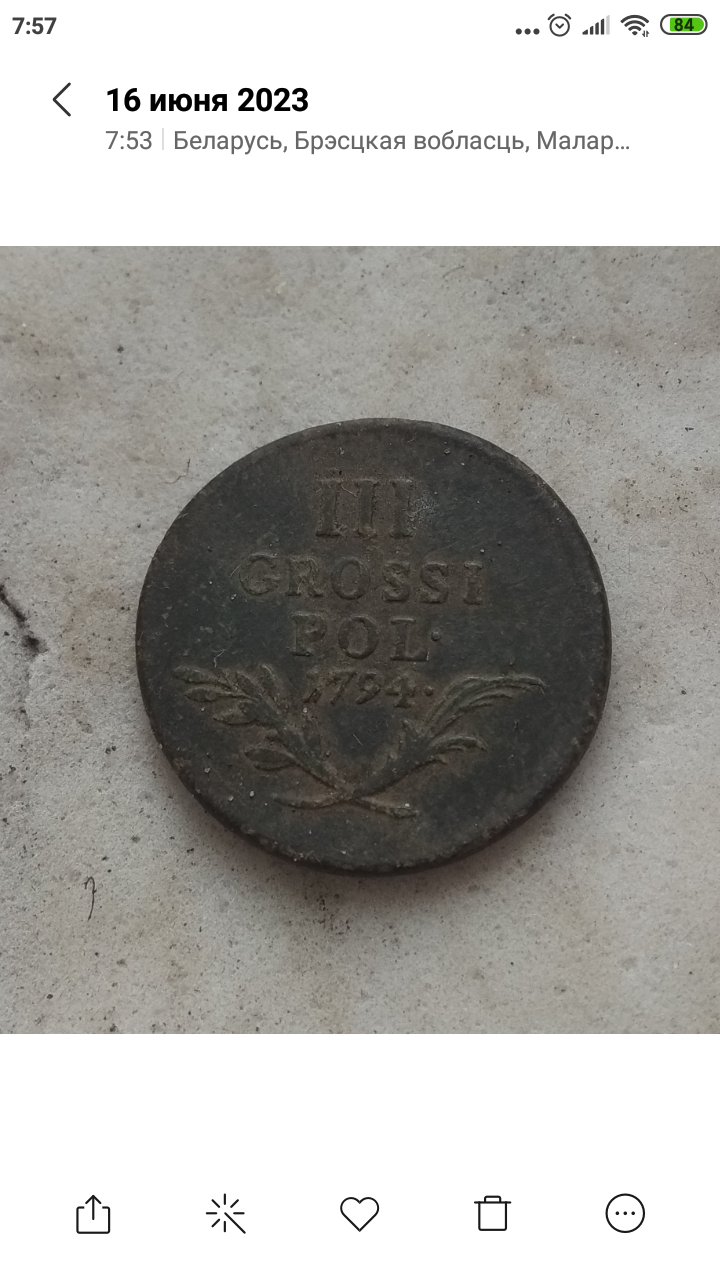 7:57
84
16 июня 2023
7:53 | Беларусь, Брэсцкая вобласць, Малар...
III
GROSSI
POL·
1794·